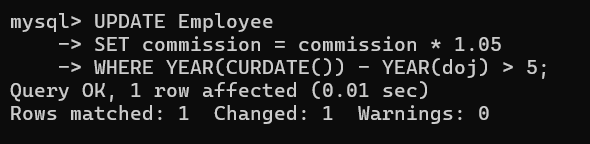 mysql> UPDATE Employee
    -> SET commission = commission * 1.05
    -> WHERE YEAR(CURDATE()) - YEAR(doj) > 5;
Query OK, 1 row affected (0.01 sec)
Rows matched: 1  Changed: 1  Warnings: 0